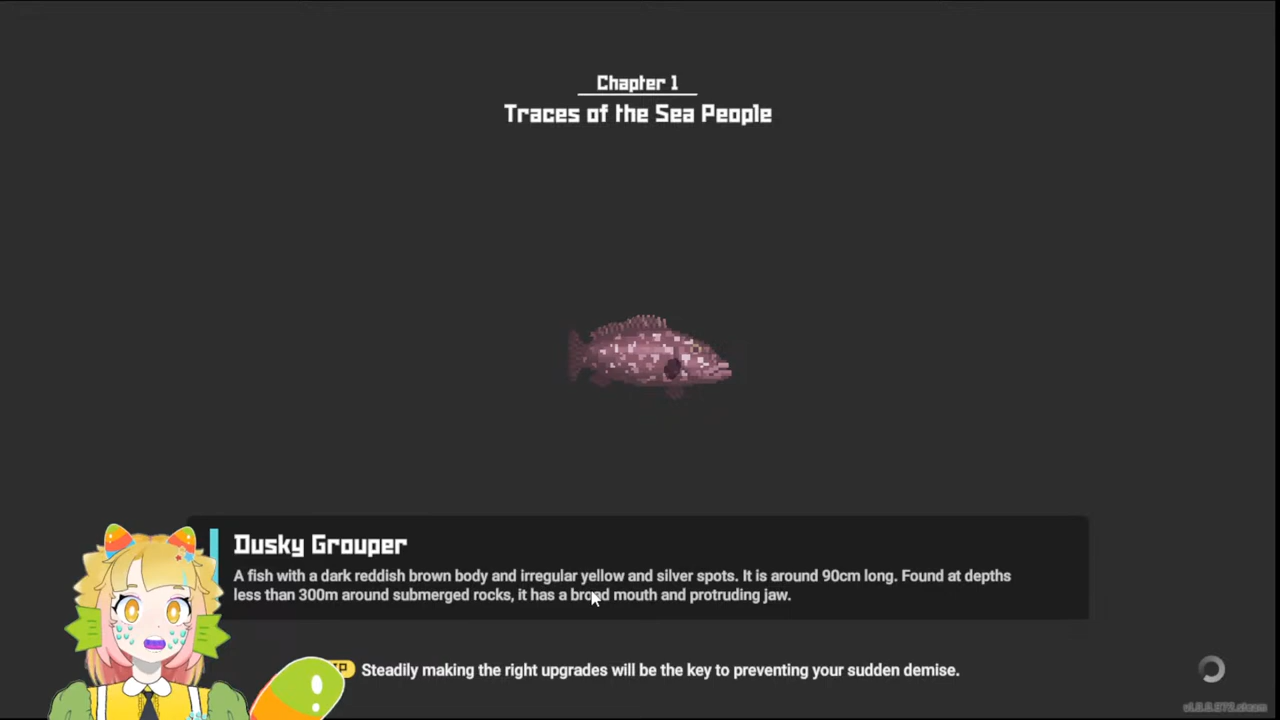 Chapter 1
Traces of the Sea People
Dusky Grouper
A fish with a dark reddish brown body and irregular yellow and silver spots. It is around 90cm long. Found at depths
less than 300m around submerged rocks, it has a broad mouth and protruding jaw.
Steadily making the right upgrades will be the key to preventing your sudden demise.